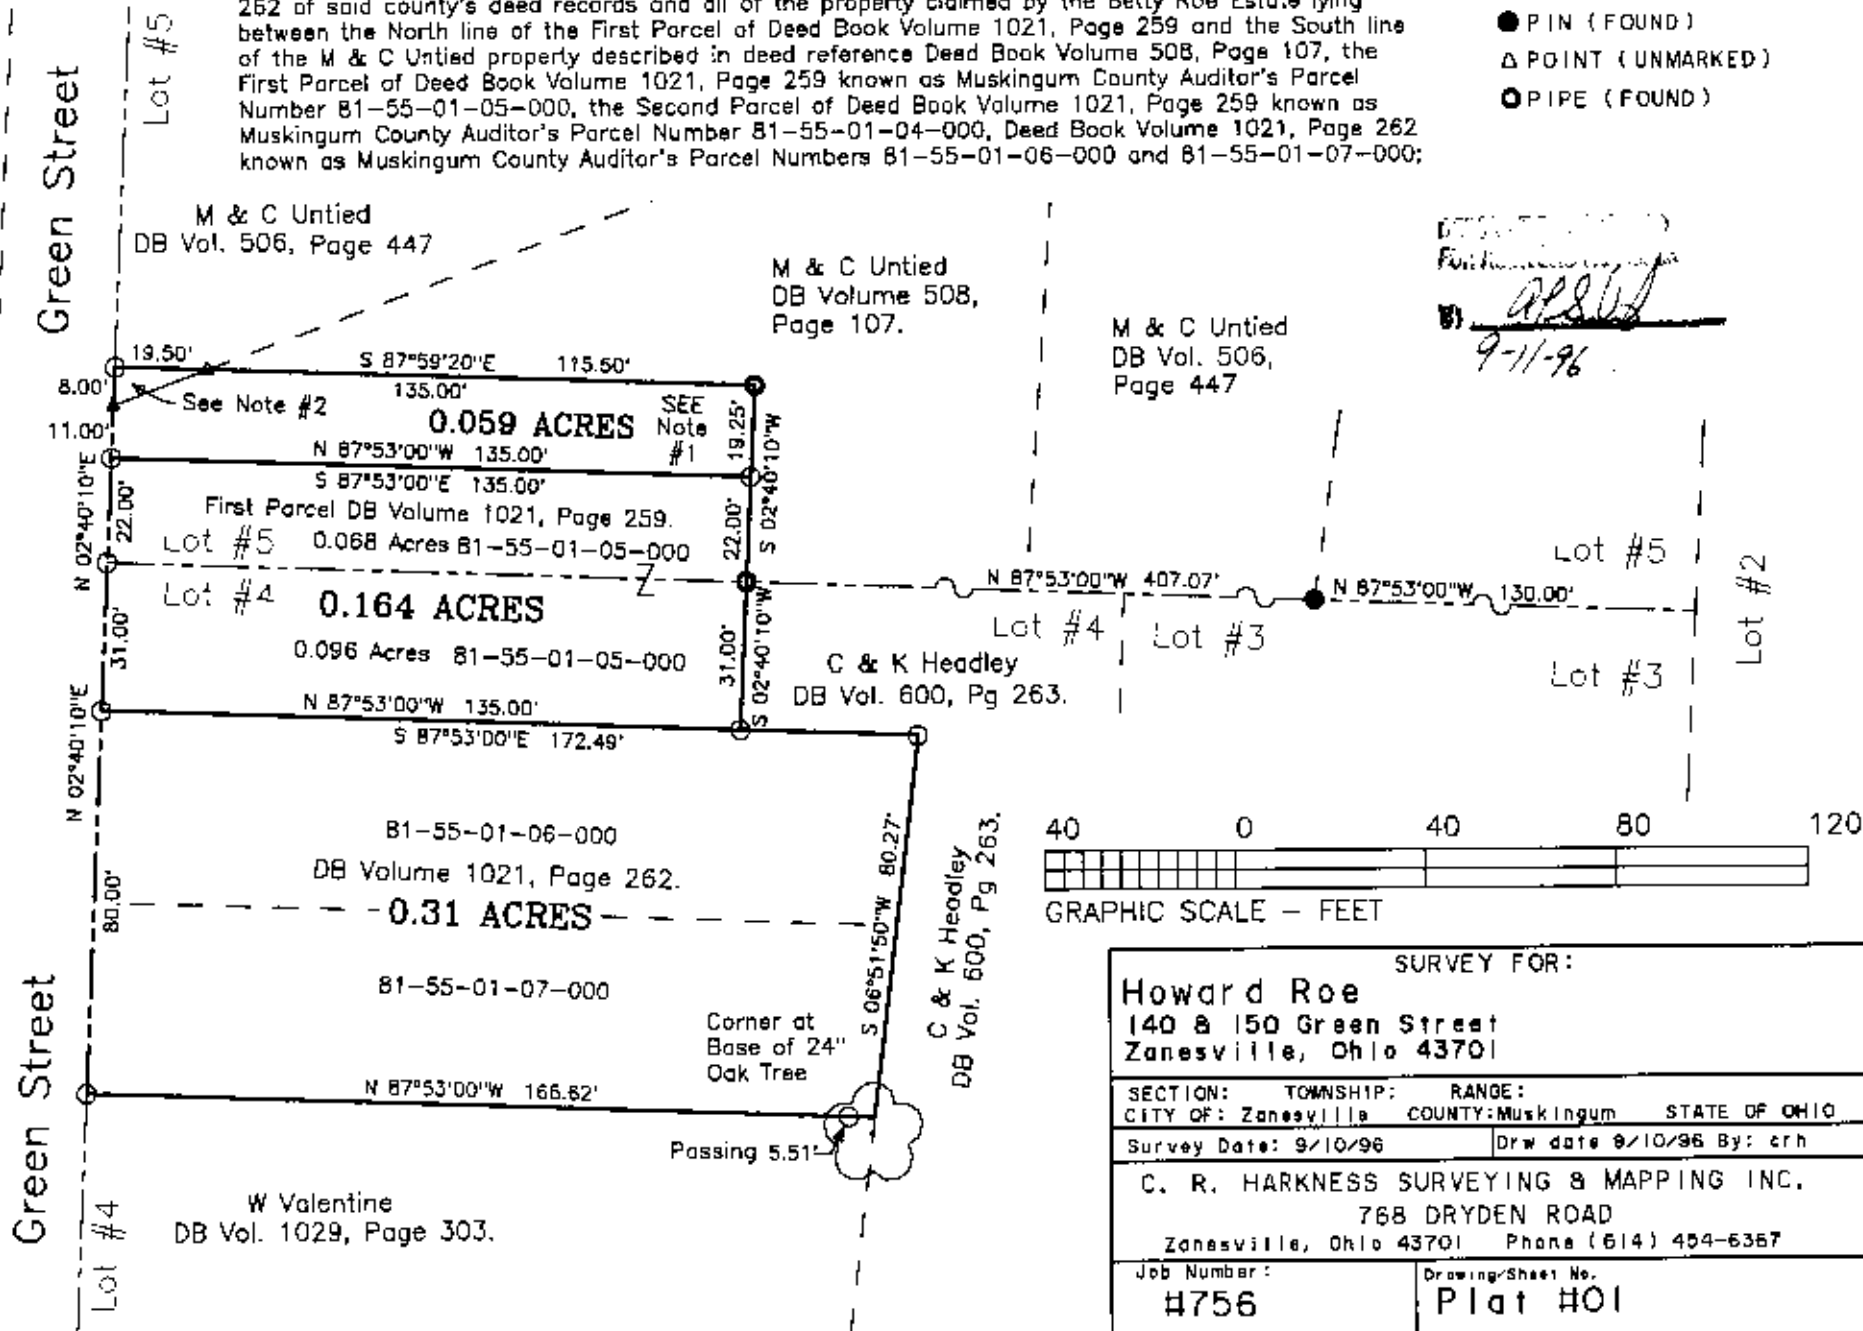 262 of said county's deed records and all of the property claimed by the Betty Roe Estate lying
between the North line of the First Parcel of Deed Book Volume 1021, Page 259 and the South line
of the M & C Untied property described in deed reference Deed Book Volume 508, Page 107, the
First Parcel of Deed Book Volume 1021, Page 259 known as Muskingum County Auditor's Parcel
Number 81-55-01-05-000, the Second Parcel of Deed Book Volume 1021, Page 259 known as
Muskingum County Auditor's Parcel Number 81-55-01-04-000, Deed Book Volume 1021, Page 262
known as Muskingum County Auditor's Parcel Numbers 81-55-01-06-000 and 81-55-01-07-000;
PIN (FOUND)
POINT (UNMARKED)
PIPE (FOUND)
Green Street
Lot #5
M & C Untied
DB Vol. 506, Page 447
M & C Untied
DB Volume 508,
Page 107.
M & C Untied
DB Vol. 506,
Page 447
9-11-96
19.50'
S 87°59'20"E 115.50'
135.00'
8.00'
See Note #2
0.059 ACRES
SEE
Note
#1
19.25'
S 02°40'10"W
11.00'
N 87°53'00"W 135.00'
S 87°53'00"E 135.00'
N 02°40'10"E
22.00'
First Parcel DB Volume 1021, Page 259.
Lot #5
0.068 Acres 81-55-01-05-000
22.00'
Lot #4
0.164 ACRES
0.096 Acres 81-55-01-05-000
31.00'
31.00'
S 02°40'10"W
N 87°53'00"W 407.07'
N 87°53'00"W 130.00'
Lot #5
Lot #4
Lot #3
Lot #3
Lot #2
C & K Headley
DB Vol. 600, Pg 263.
N 87°53'00"W 135.00'
S 87°53'00"E 172.49'
N 02°40'10"E
80.00'
81-55-01-06-000
DB Volume 1021, Page 262.
0.31 ACRES
81-55-01-07-000
S 06°51'50"W 80.27'
C & K Headley
DB Vol. 600, Pg 263.
Corner at
Base of 24"
Oak Tree
N 87°53'00"W 166.62'
Passing 5.51'
Green Street
Lot #4
W Valentine
DB Vol. 1029, Page 303.
40 0 40 80 120
GRAPHIC SCALE - FEET
SURVEY FOR:
Howard Roe
140 & 150 Green Street
Zanesville, Ohio 43701
SECTION: TOWNSHIP: RANGE:
CITY OF: Zanesville COUNTY: Muskingum STATE OF OHIO
Survey Date: 9/10/96 Drw date 9/10/96 By: crh
C. R. HARKNESS SURVEYING & MAPPING INC.
768 DRYDEN ROAD
Zanesville, Ohio 43701 Phone (614) 454-6367
Job Number:
#756
Drawing/Sheet No.
Plat #01